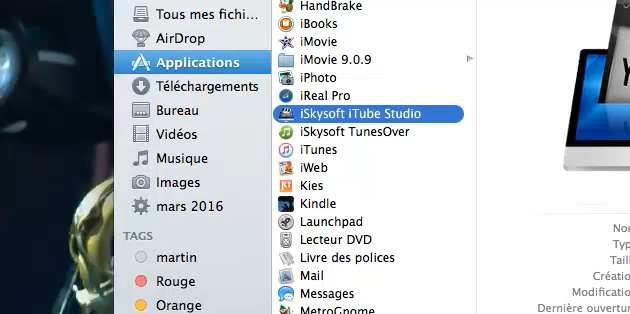 Tous mes fichi...
AirDrop
Applications
Téléchargements
Bureau
Vidéos
Musique
Images
mars 2016
TAGS
martin
Rouge
Orange
HandBrake
iBooks
iMovie
iMovie 9.0.9
iPhoto
iReal Pro
iSkysoft iTube Studio
iSkysoft TunesOver
iTunes
iWeb
Kies
Kindle
Launchpad
Lecteur DVD
Livre des polices
Mail
Messages
MetroGnome
Nor
Typ
Taill
Créatio
Modificatio
Dernière ouvertur